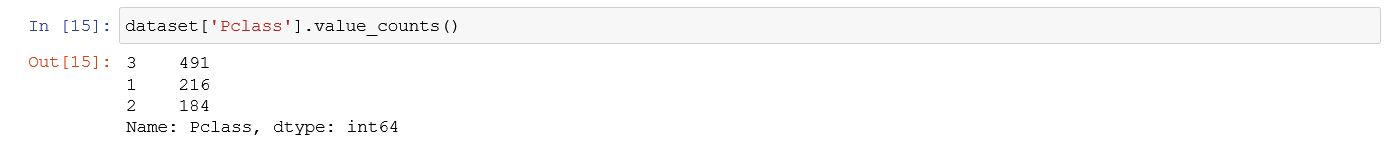 In [15]: dataset['Pclass'].value_counts()
Out[15]: 3    491
1    216
2    184
Name: Pclass, dtype: int64